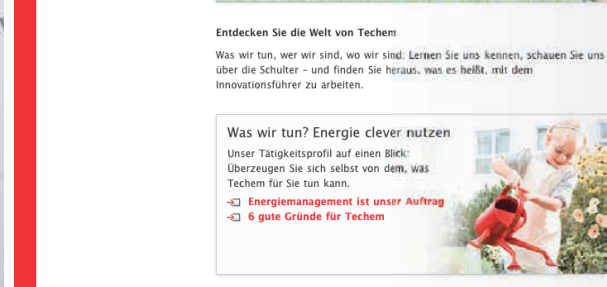 Entdecken Sie die Welt von Techem
Was wir tun, wer wir sind, wo wir sind: Lernen Sie uns kennen, schauen Sie uns
über die Schulter – und finden Sie heraus, was es heißt, mit dem
Innovationsführer zu arbeiten.
Was wir tun? Energie clever nutzen
Unser Tätigkeitsprofil auf einen Blick:
Überzeugen Sie sich selbst von dem, was
Techem für Sie tun kann.
Energiemanagement ist unser Auftrag
6 gute Gründe für Techem